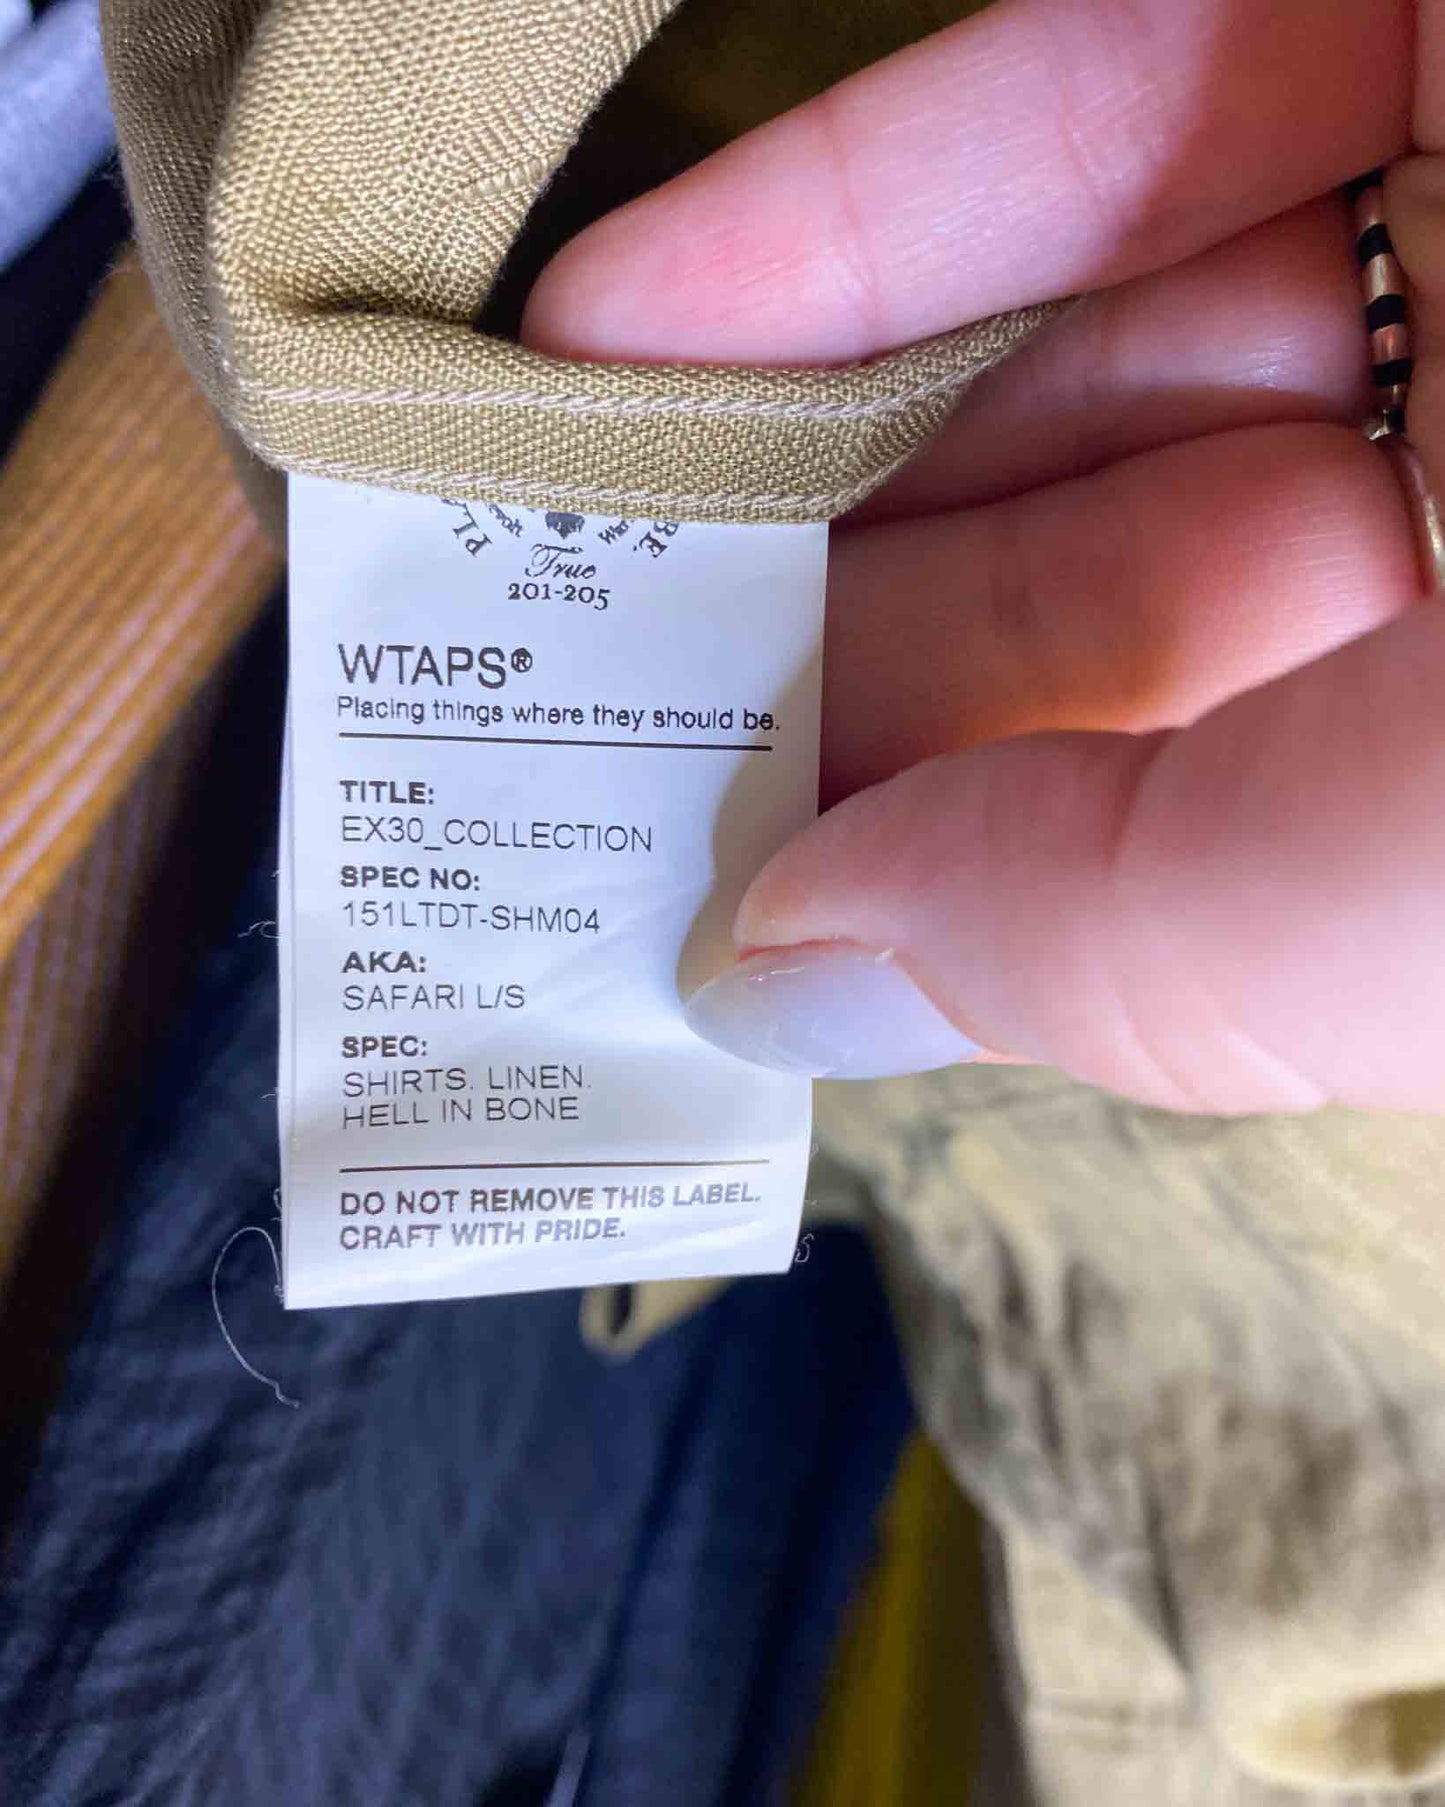 True
201-205
WTAPS®
Placing things where they should be.
TITLE:
EX30_COLLECTION
SPEC NO:
151LTDT-SHM04
AKA:
SAFARI L/S
SPEC:
SHIRTS. LINEN.
HELL IN BONE
DO NOT REMOVE THIS LABEL.
CRAFT WITH PRIDE.